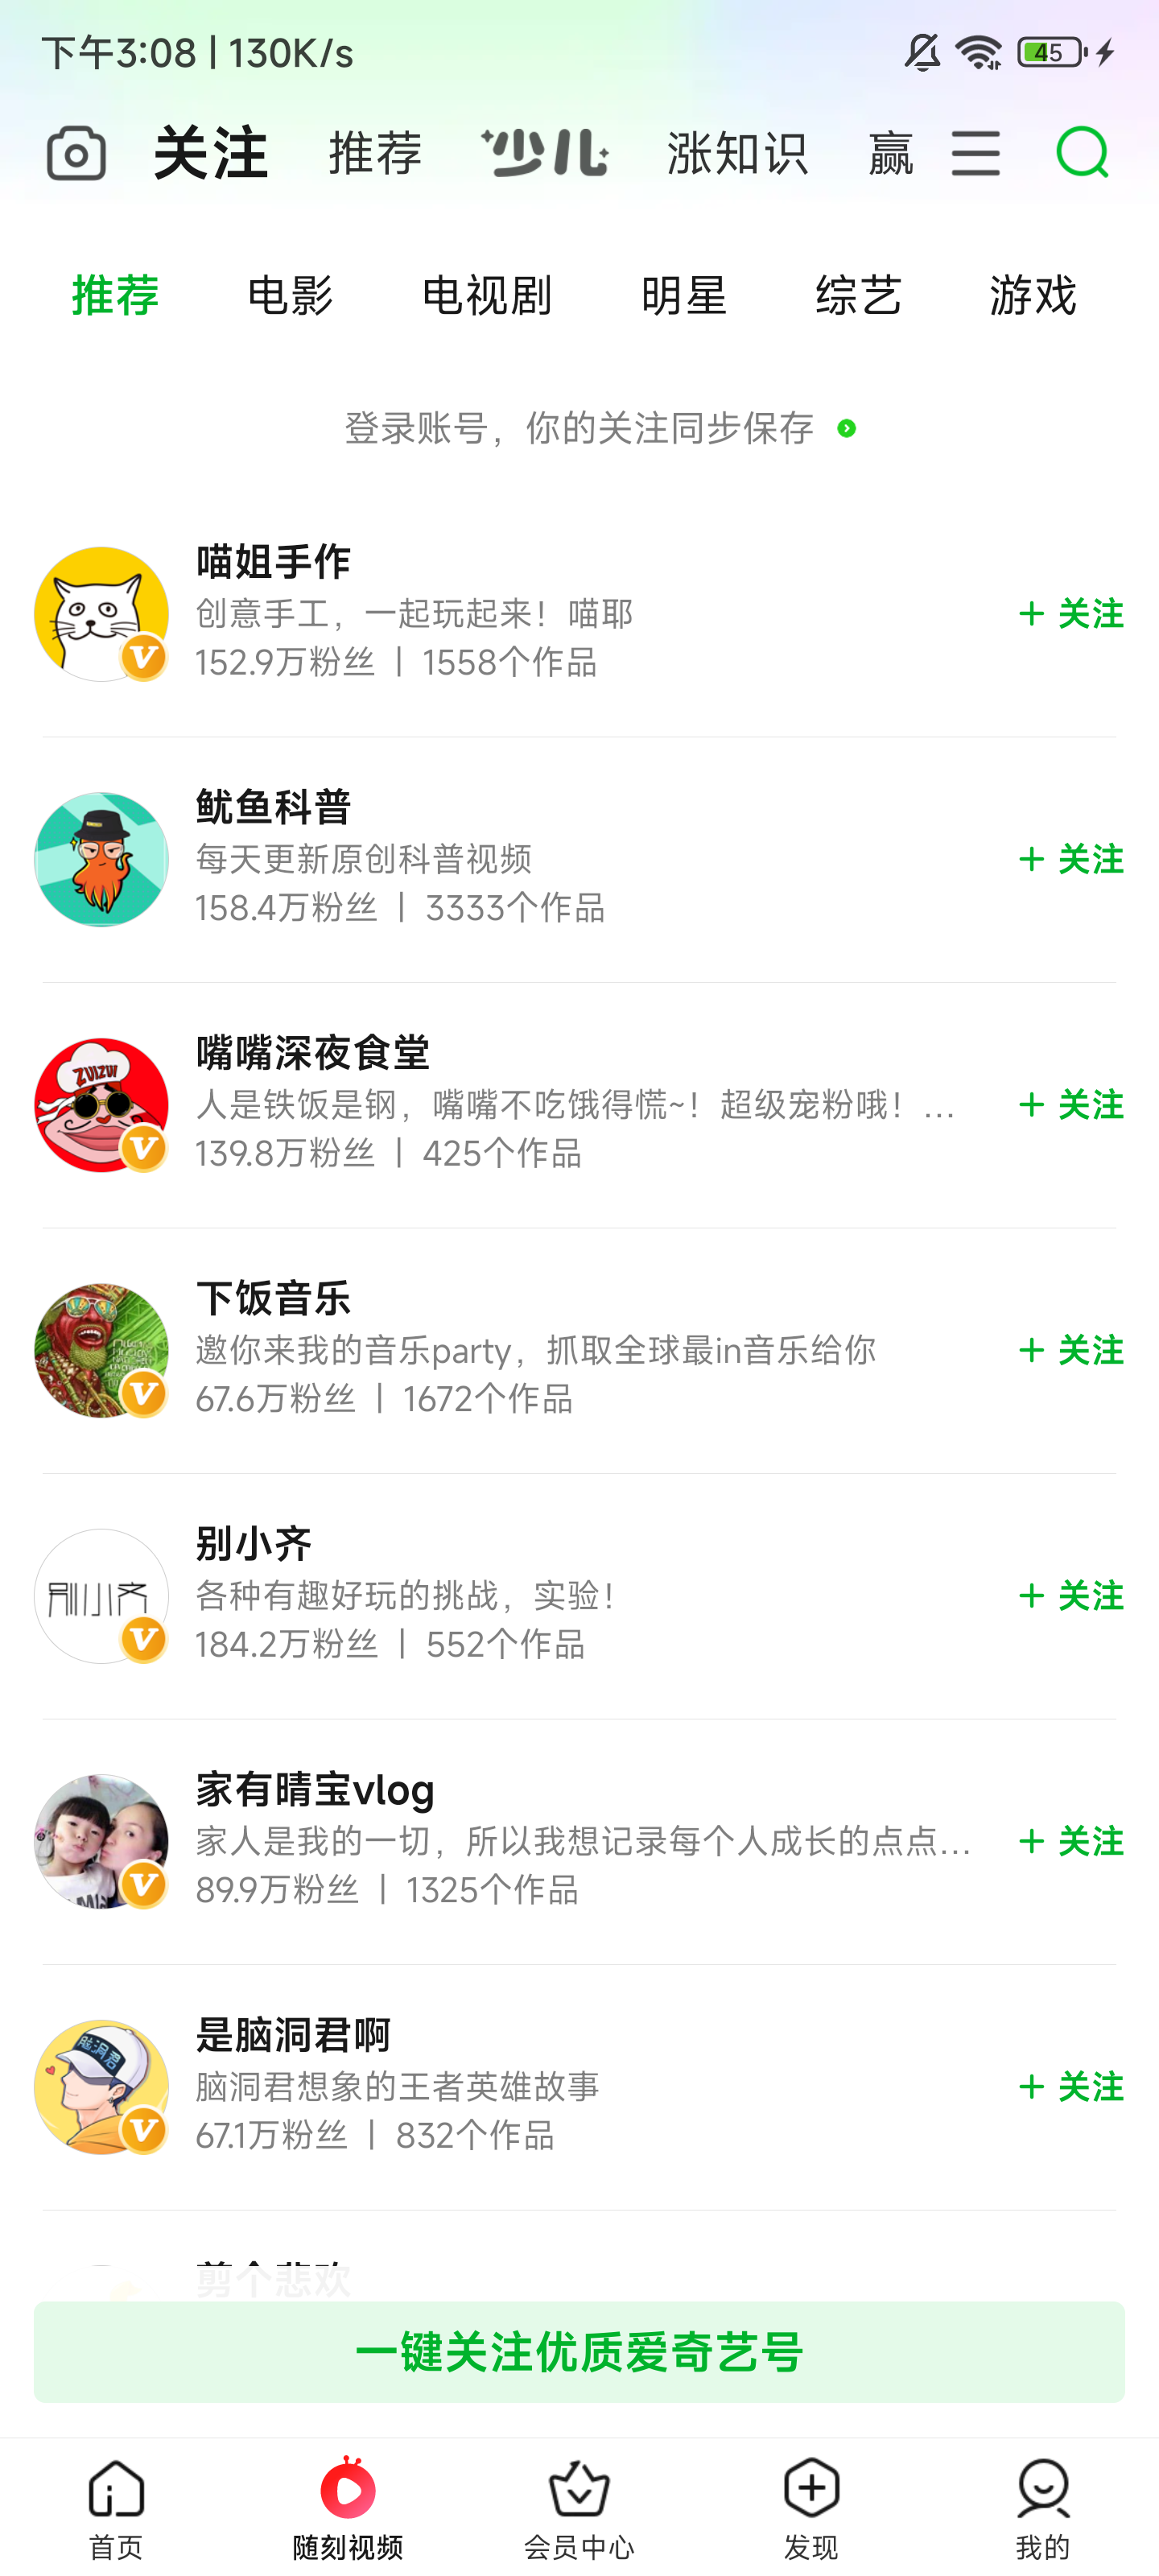 下午3:08 | 130K/s
45
关注 推荐 少儿 涨知识 赢
推荐 电影 电视剧 明星 综艺 游戏
登录账号，你的关注同步保存
喵姐手作
创意手工，一起玩起来！喵耶
+ 关注
152.9万粉丝 | 1558个作品
鱿鱼科普
每天更新原创科普视频
+ 关注
158.4万粉丝 | 3333个作品
ZUIZUI
嘴嘴深夜食堂
人是铁饭是钢，嘴嘴不吃饿得慌~！超级宠粉哦！...
+ 关注
139.8万粉丝 | 425个作品
下饭音乐
邀你来我的音乐party，抓取全球最in音乐给你
+ 关注
67.6万粉丝 | 1672个作品
别小齐
别小齐
各种有趣好玩的挑战，实验！
+ 关注
184.2万粉丝 | 552个作品
家有晴宝vlog
家人是我的一切，所以我想记录每个人成长的点点...
+ 关注
89.9万粉丝 | 1325个作品
脑洞君
是脑洞君啊
脑洞君想象的王者英雄故事
+ 关注
67.1万粉丝 | 832个作品
剪个悲欢
一键关注优质爱奇艺号
首页 随刻视频 会员中心 发现 我的